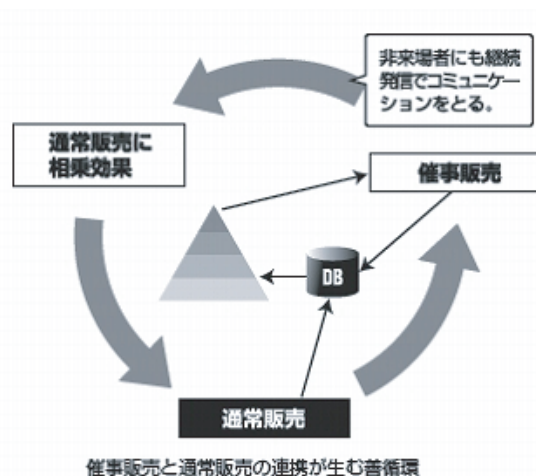 非来場者にも継続
発信でコミュニケー
ションをとる。
通常販売に
相乗効果
催事販売
DB
通常販売
催事販売と通常販売の連携が生む善循環